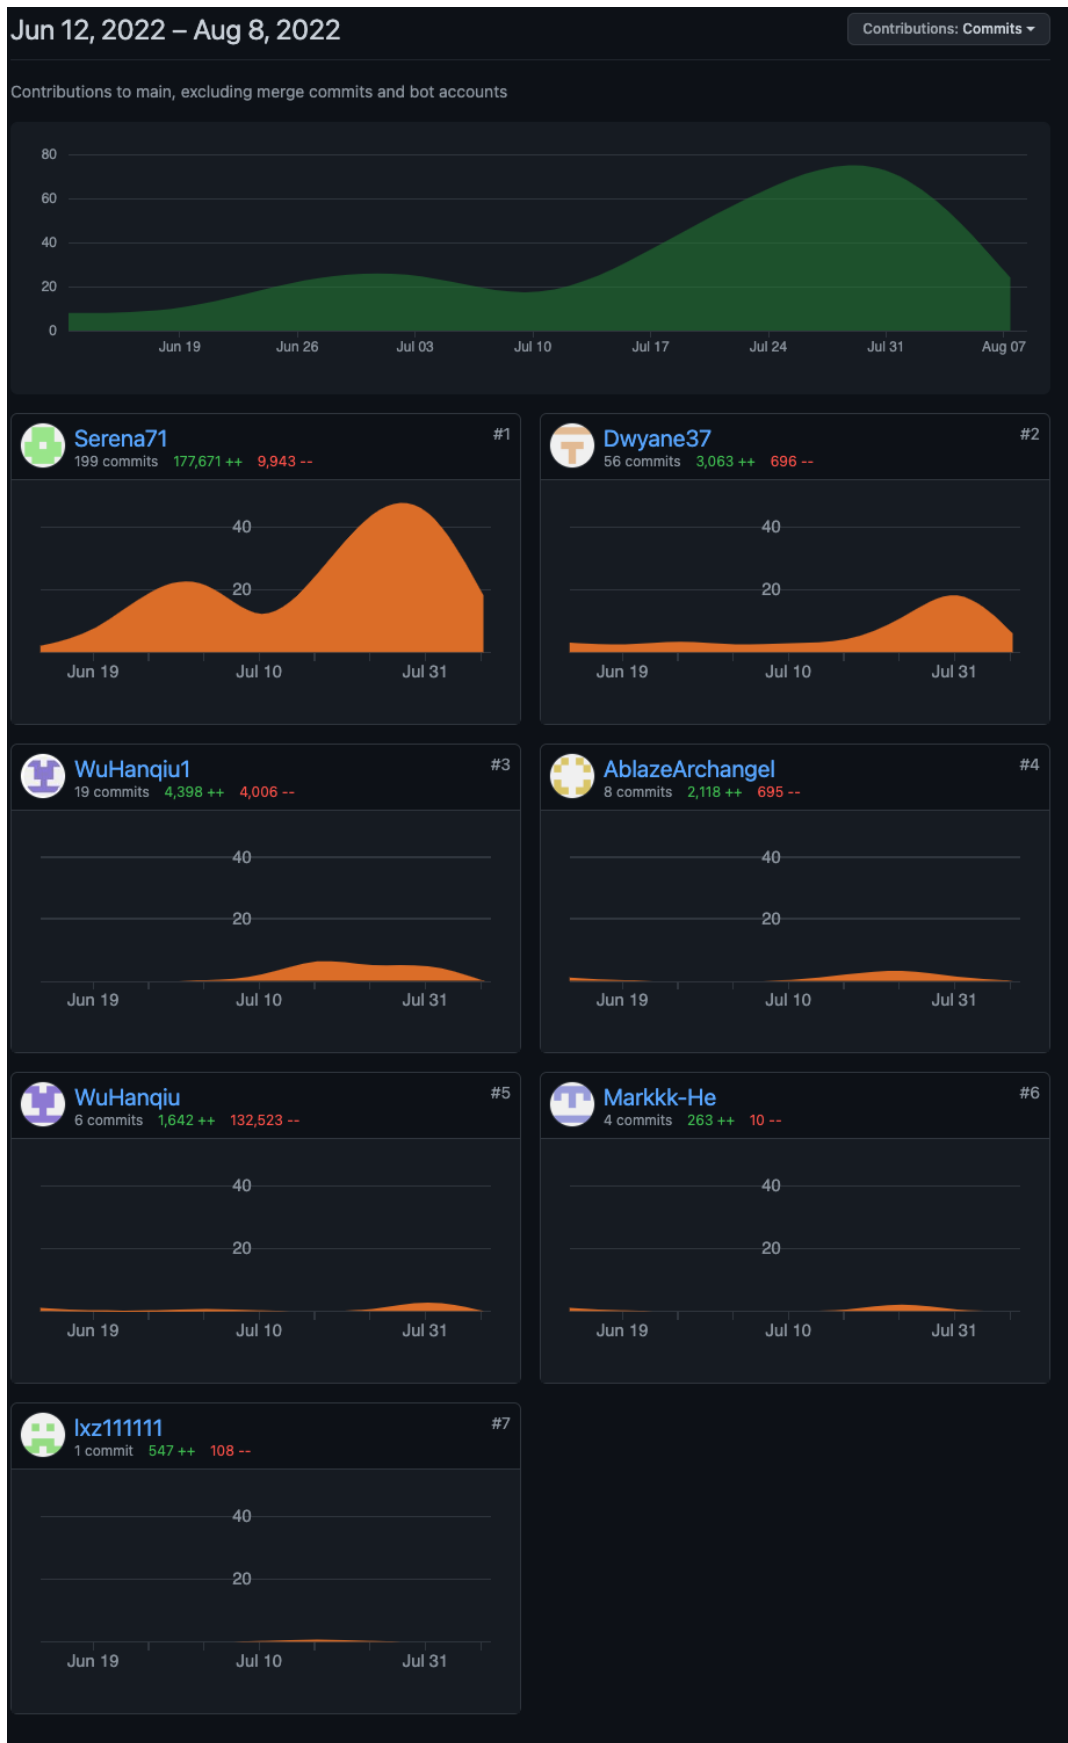 Jun 12, 2022 – Aug 8, 2022
Contributions: Commits
Contributions to main, excluding merge commits and bot accounts
80
60
40
20
0
Jun 19 Jun 26 Jul 03 Jul 10 Jul 17 Jul 24 Jul 31 Aug 07
Serena71 #1
199 commits 177,671 ++ 9,943 --
40
20
Jun 19 Jul 10 Jul 31
Dwyane37 #2
56 commits 3,063 ++ 696 --
40
20
Jun 19 Jul 10 Jul 31
WuHanqiu1 #3
19 commits 4,398 ++ 4,006 --
40
20
Jun 19 Jul 10 Jul 31
AblazeArchangel #4
8 commits 2,118 ++ 695 --
40
20
Jun 19 Jul 10 Jul 31
WuHanqiu #5
6 commits 1,642 ++ 132,523 --
40
20
Jun 19 Jul 10 Jul 31
Markkk-He #6
4 commits 263 ++ 10 --
40
20
Jun 19 Jul 10 Jul 31
lxz111111 #7
1 commit 547 ++ 108 --
40
20
Jun 19 Jul 10 Jul 31